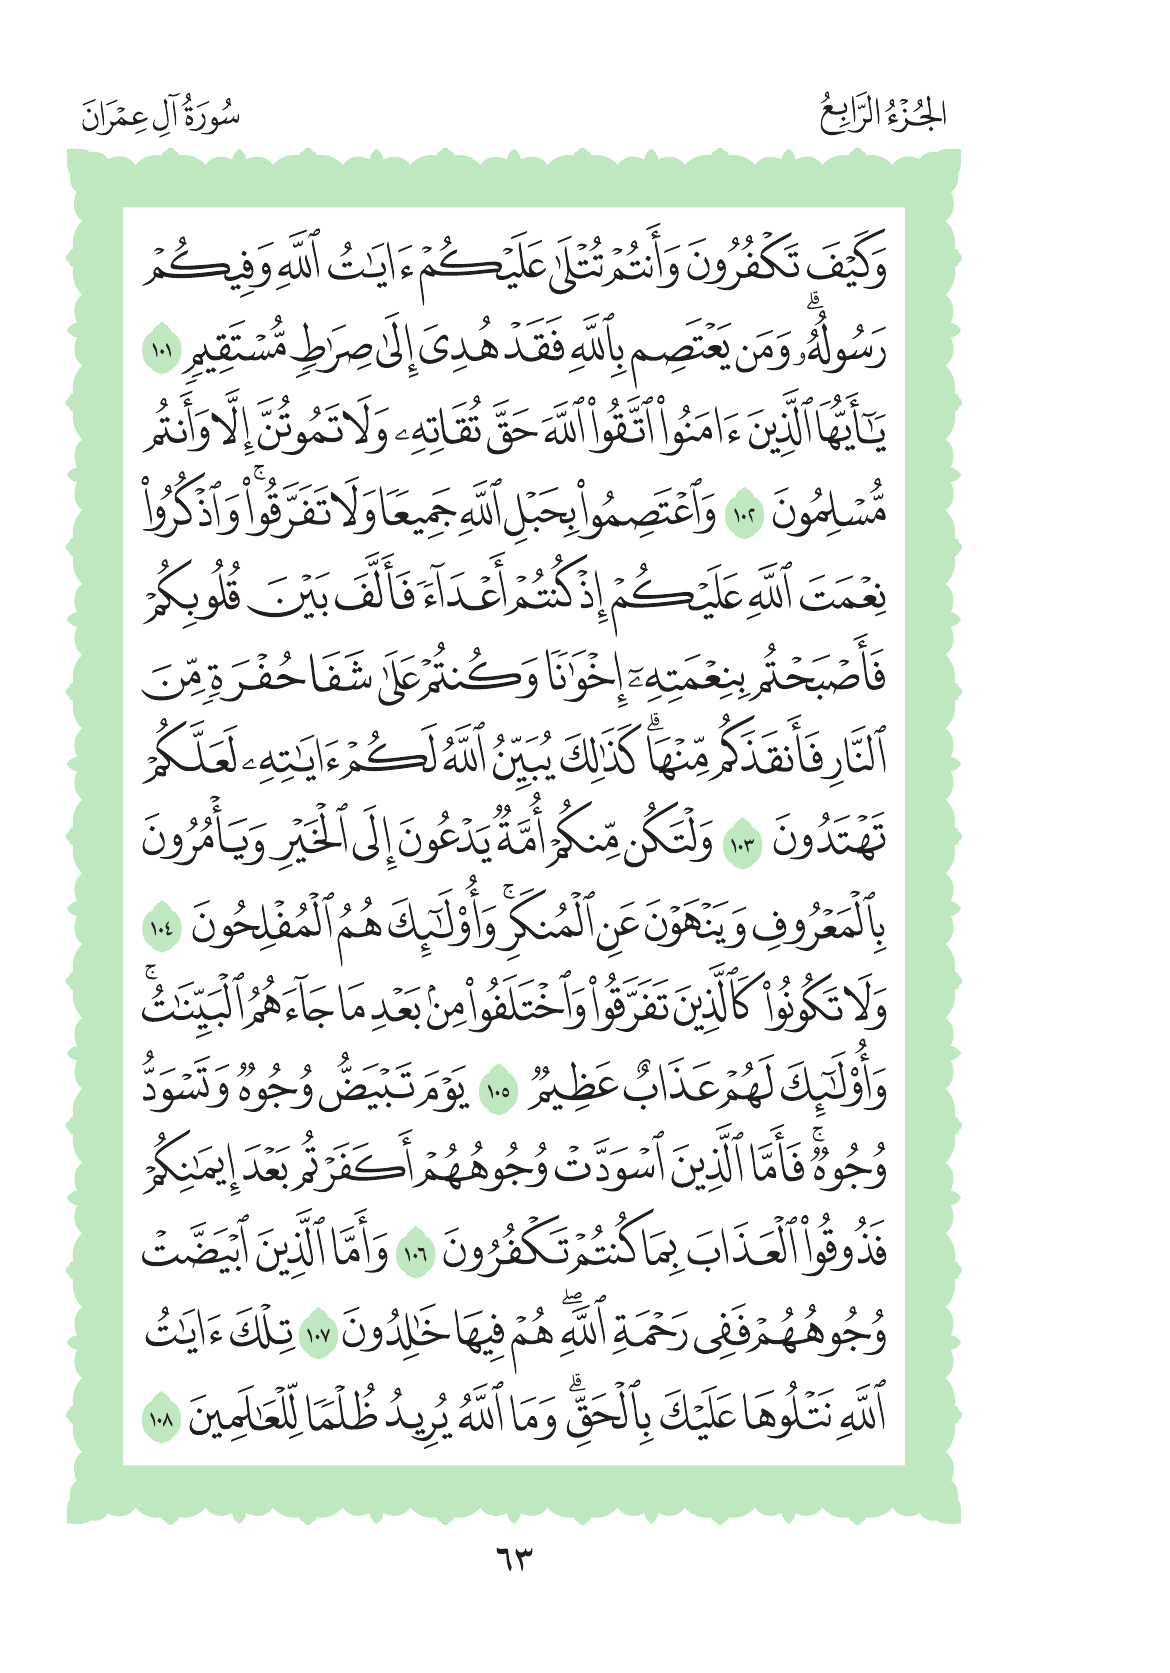 الجُزْءُ الرَّابِعُ
سُورَةُ آلِ عِمْرَانَ
وَكَيْفَ تَكْفُرُونَ وَأَنتُمْ تُتْلَىٰ عَلَيْكُمْ ءَايَـٰتُ ٱللَّهِ وَفِيكُمْ
رَسُولُهُۥ ۗ وَمَن يَعْتَصِم بِٱللَّهِ فَقَدْ هُدِىَ إِلَىٰ صِرَٰطٍ مُّسْتَقِيمٍ ١٠١
يَـٰٓأَيُّهَا ٱلَّذِينَ ءَامَنُوا۟ ٱتَّقُوا۟ ٱللَّهَ حَقَّ تُقَاتِهِۦ وَلَا تَمُوتُنَّ إِلَّا وَأَنتُم
مُّسْلِمُونَ ١٠٢ وَٱعْتَصِمُوا۟ بِحَبْلِ ٱللَّهِ جَمِيعًا وَلَا تَفَرَّقُوا۟ ۚ وَٱذْكُرُوا۟
نِعْمَتَ ٱللَّهِ عَلَيْكُمْ إِذْ كُنتُمْ أَعْدَآءً فَأَلَّفَ بَيْنَ قُلُوبِكُمْ
فَأَصْبَحْتُم بِنِعْمَتِهِۦٓ إِخْوَٰنًا وَكُنتُمْ عَلَىٰ شَفَا حُفْرَةٍ مِّنَ
ٱلنَّارِ فَأَنقَذَكُم مِّنْهَا ۗ كَذَٰلِكَ يُبَيِّنُ ٱللَّهُ لَكُمْ ءَايَـٰتِهِۦ لَعَلَّكُمْ
تَهْتَدُونَ ١٠٣ وَلْتَكُن مِّنكُمْ أُمَّةٌ يَدْعُونَ إِلَى ٱلْخَيْرِ وَيَأْمُرُونَ
بِٱلْمَعْرُوفِ وَيَنْهَوْنَ عَنِ ٱلْمُنكَرِ ۚ وَأُو۟لَـٰٓئِكَ هُمُ ٱلْمُفْلِحُونَ ١٠٤
وَلَا تَكُونُوا۟ كَٱلَّذِينَ تَفَرَّقُوا۟ وَٱخْتَلَفُوا۟ مِنۢ بَعْدِ مَا جَآءَهُمُ ٱلْبَيِّنَـٰتُ ۚ
وَأُو۟لَـٰٓئِكَ لَهُمْ عَذَابٌ عَظِيمٌ ١٠٥ يَوْمَ تَبْيَضُّ وُجُوهٌ وَتَسْوَدُّ
وُجُوهٌ ۚ فَأَمَّا ٱلَّذِينَ ٱسْوَدَّتْ وُجُوهُهُمْ أَكَفَرْتُم بَعْدَ إِيمَـٰنِكُمْ
فَذُوقُوا۟ ٱلْعَذَابَ بِمَا كُنتُمْ تَكْفُرُونَ ١٠٦ وَأَمَّا ٱلَّذِينَ ٱبْيَضَّتْ
وُجُوهُهُمْ فَفِى رَحْمَةِ ٱللَّهِ ۖ هُمْ فِيهَا خَـٰلِدُونَ ١٠٧ تِلْكَ ءَايَـٰتُ
ٱللَّهِ نَتْلُوهَا عَلَيْكَ بِٱلْحَقِّ ۗ وَمَا ٱللَّهُ يُرِيدُ ظُلْمًا لِّلْعَـٰلَمِينَ ١٠٨
٦٣